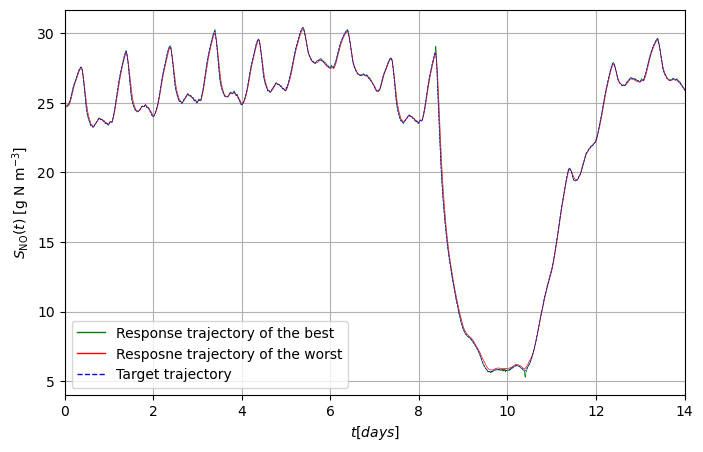 30
25
20
15
10
5
S_NO(t) [g N m⁻³]
Response trajectory of the best
Resposne trajectory of the worst
Target trajectory
0 2 4 6 8 10 12 14
t[days]